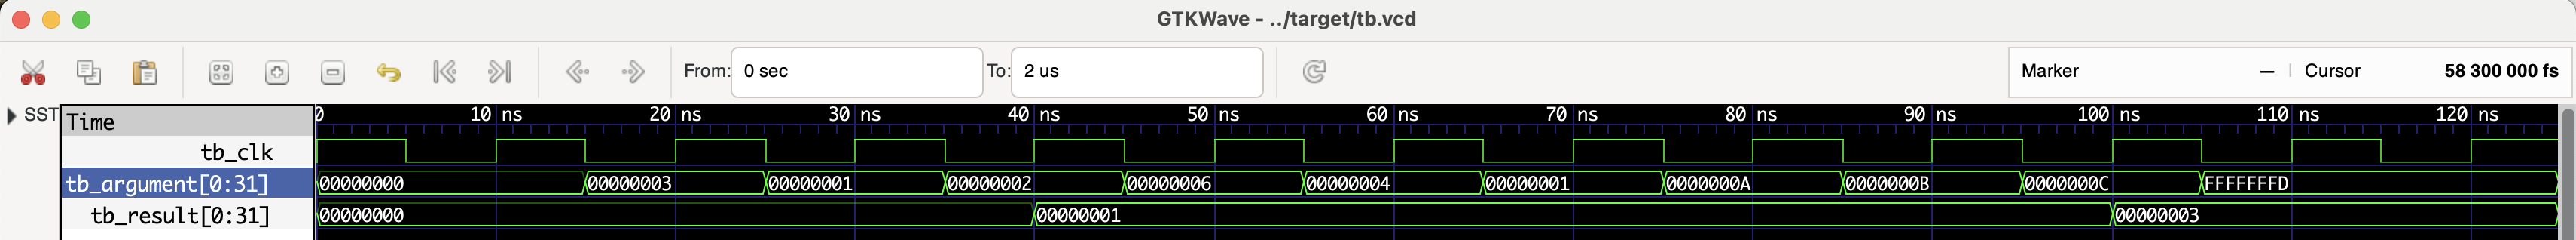 GTKWave - ../target/tb.vcd
From: 0 sec To: 2 us Marker — | Cursor 58 300 000 fs
SST Time 0 10 ns 20 ns 30 ns 40 ns 50 ns 60 ns 70 ns 80 ns 90 ns 100 ns 110 ns 120 ns
tb_clk
tb_argument[0:31] 00000000 00000003 00000001 00000002 00000006 00000004 00000001 0000000A 0000000B 0000000C FFFFFFFD
tb_result[0:31] 00000000 00000001 00000003